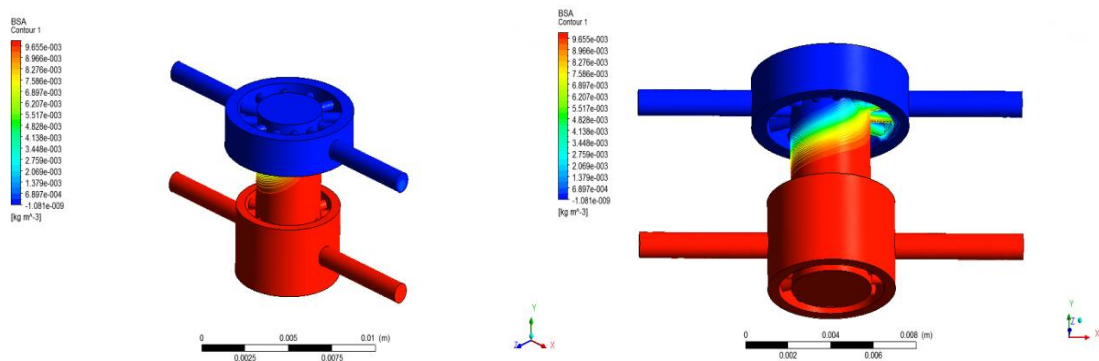 BSA
Contour 1
9.655e-003
8.966e-003
8.276e-003
7.586e-003
6.897e-003
6.207e-003
5.517e-003
4.828e-003
4.138e-003
3.448e-003
2.759e-003
2.069e-003
1.379e-003
6.897e-004
-1.081e-009
[kg m^-3]
0 0.005 0.01 (m)
0.0025 0.0075
Y
Z X
BSA
Contour 1
9.655e-003
8.966e-003
8.276e-003
7.586e-003
6.897e-003
6.207e-003
5.517e-003
4.828e-003
4.138e-003
3.448e-003
2.759e-003
2.069e-003
1.379e-003
6.897e-004
-1.081e-009
[kg m^-3]
0 0.004 0.008 (m)
0.002 0.006
Y
Z
X